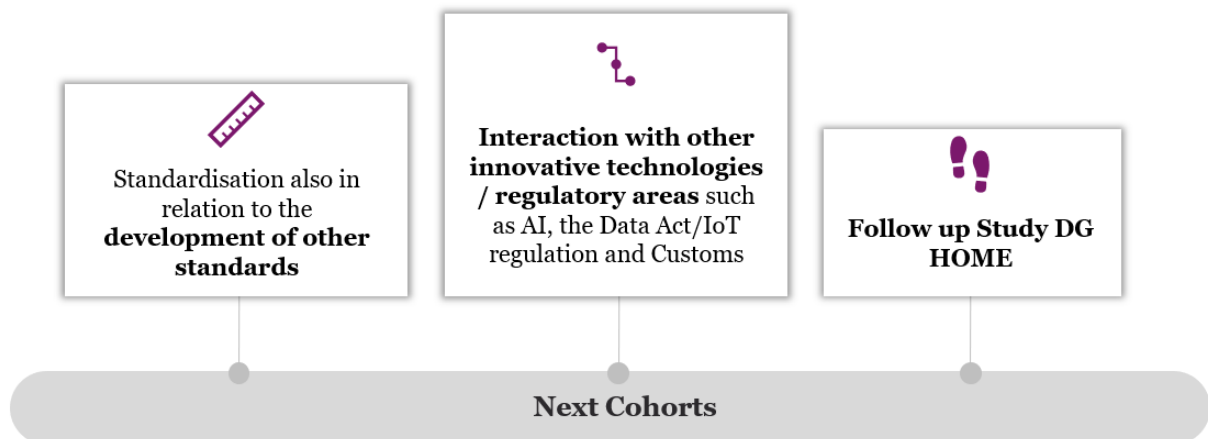 Standardisation also in
relation to the
development of other
standards
Interaction with other
innovative technologies
/ regulatory areas such
as AI, the Data Act/IoT
regulation and Customs
Follow up Study DG
HOME
Next Cohorts